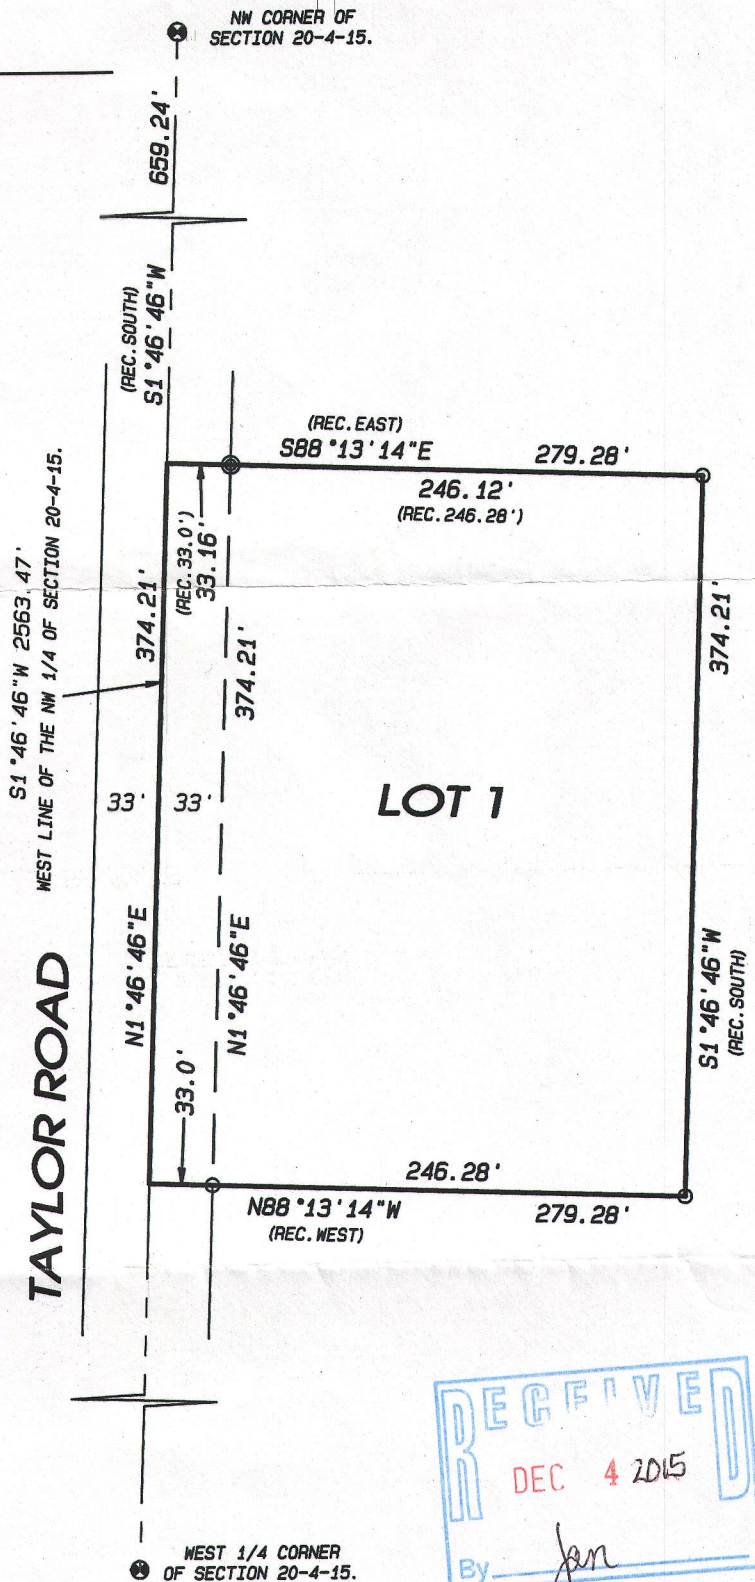 NW CORNER OF
SECTION 20-4-15.
659.24'
(REC. SOUTH)
S1°46'46"W
(REC. EAST)
S88°13'14"E
279.28'
246.12'
(REC. 246.28')
S1°46'46"W 2563.47'
WEST LINE OF THE NW 1/4 OF SECTION 20-4-15.
374.21'
(REC. 33.0')
33.16'
374.21'
374.21'
33'
33'
LOT 1
N1°46'46"E
N1°46'46"E
S1°46'46"W
(REC. SOUTH)
TAYLOR ROAD
33.0'
246.28'
N88°13'14"W
(REC. WEST)
279.28'
RECEIVED
DEC 4 2015
By Jan
WEST 1/4 CORNER
OF SECTION 20-4-15.